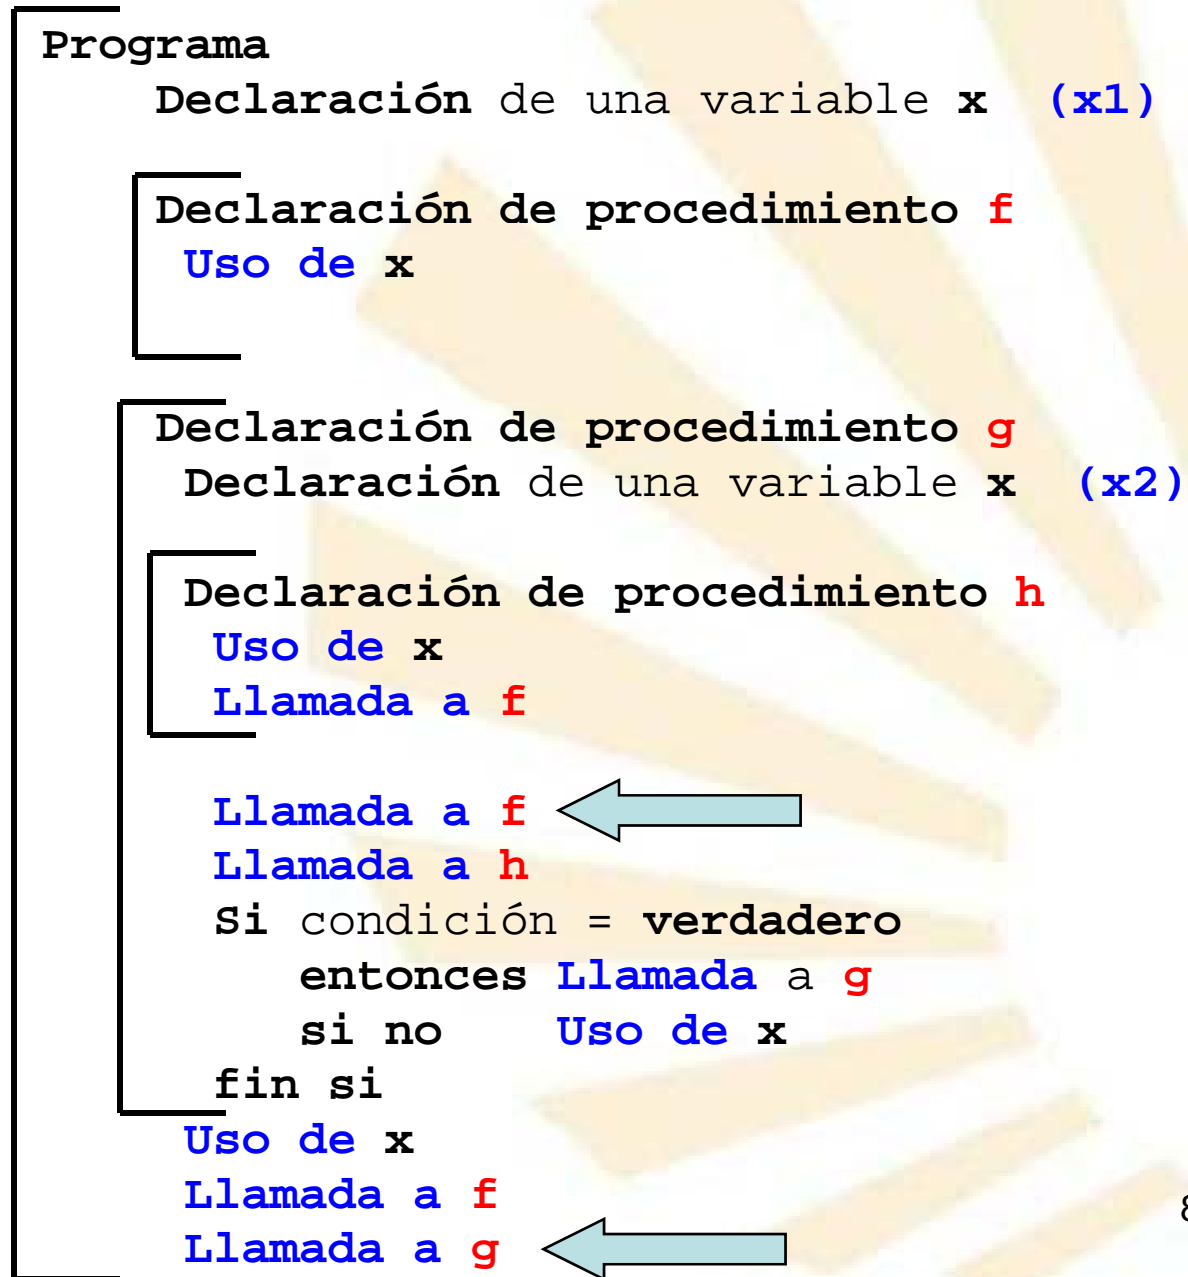 Programa
Declaración de una variable x (x1)
Declaración de procedimiento f
Uso de x
Declaración de procedimiento g
Declaración de una variable x (x2)
Declaración de procedimiento h
Uso de x
Llamada a f
Llamada a f
Llamada a h
Si condición = verdadero
entonces Llamada a g
si no Uso de x
fin si
Uso de x
Llamada a f
Llamada a g